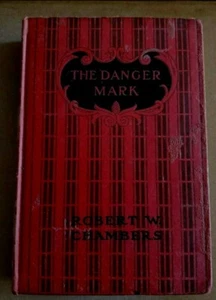 THE DANGER
MARK
ROBERT W.
CHAMBERS